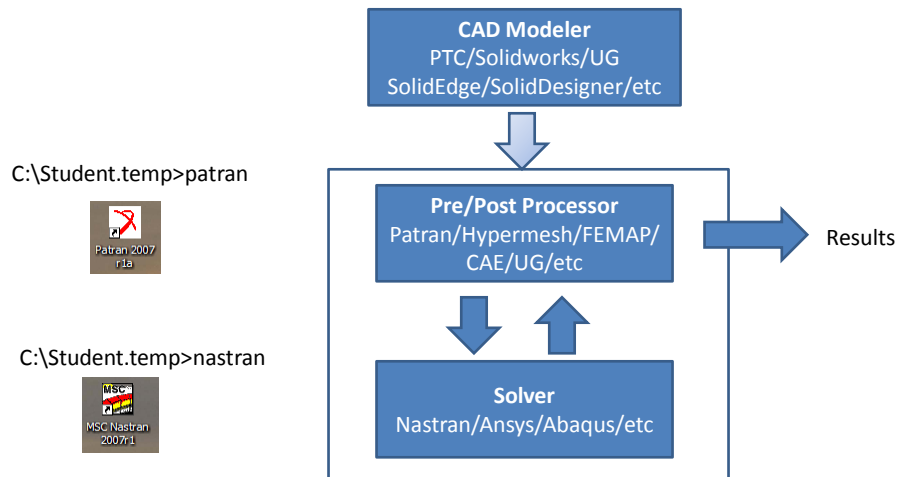 CAD Modeler
PTC/Solidworks/UG
SolidEdge/SolidDesigner/etc
C:\Student.temp>patran
Patran 2007
r1a
Pre/Post Processor
Patran/Hypermesh/FEMAP/
CAE/UG/etc
Results
C:\Student.temp>nastran
MSC
MSC Nastran
2007r1
Solver
Nastran/Ansys/Abaqus/etc